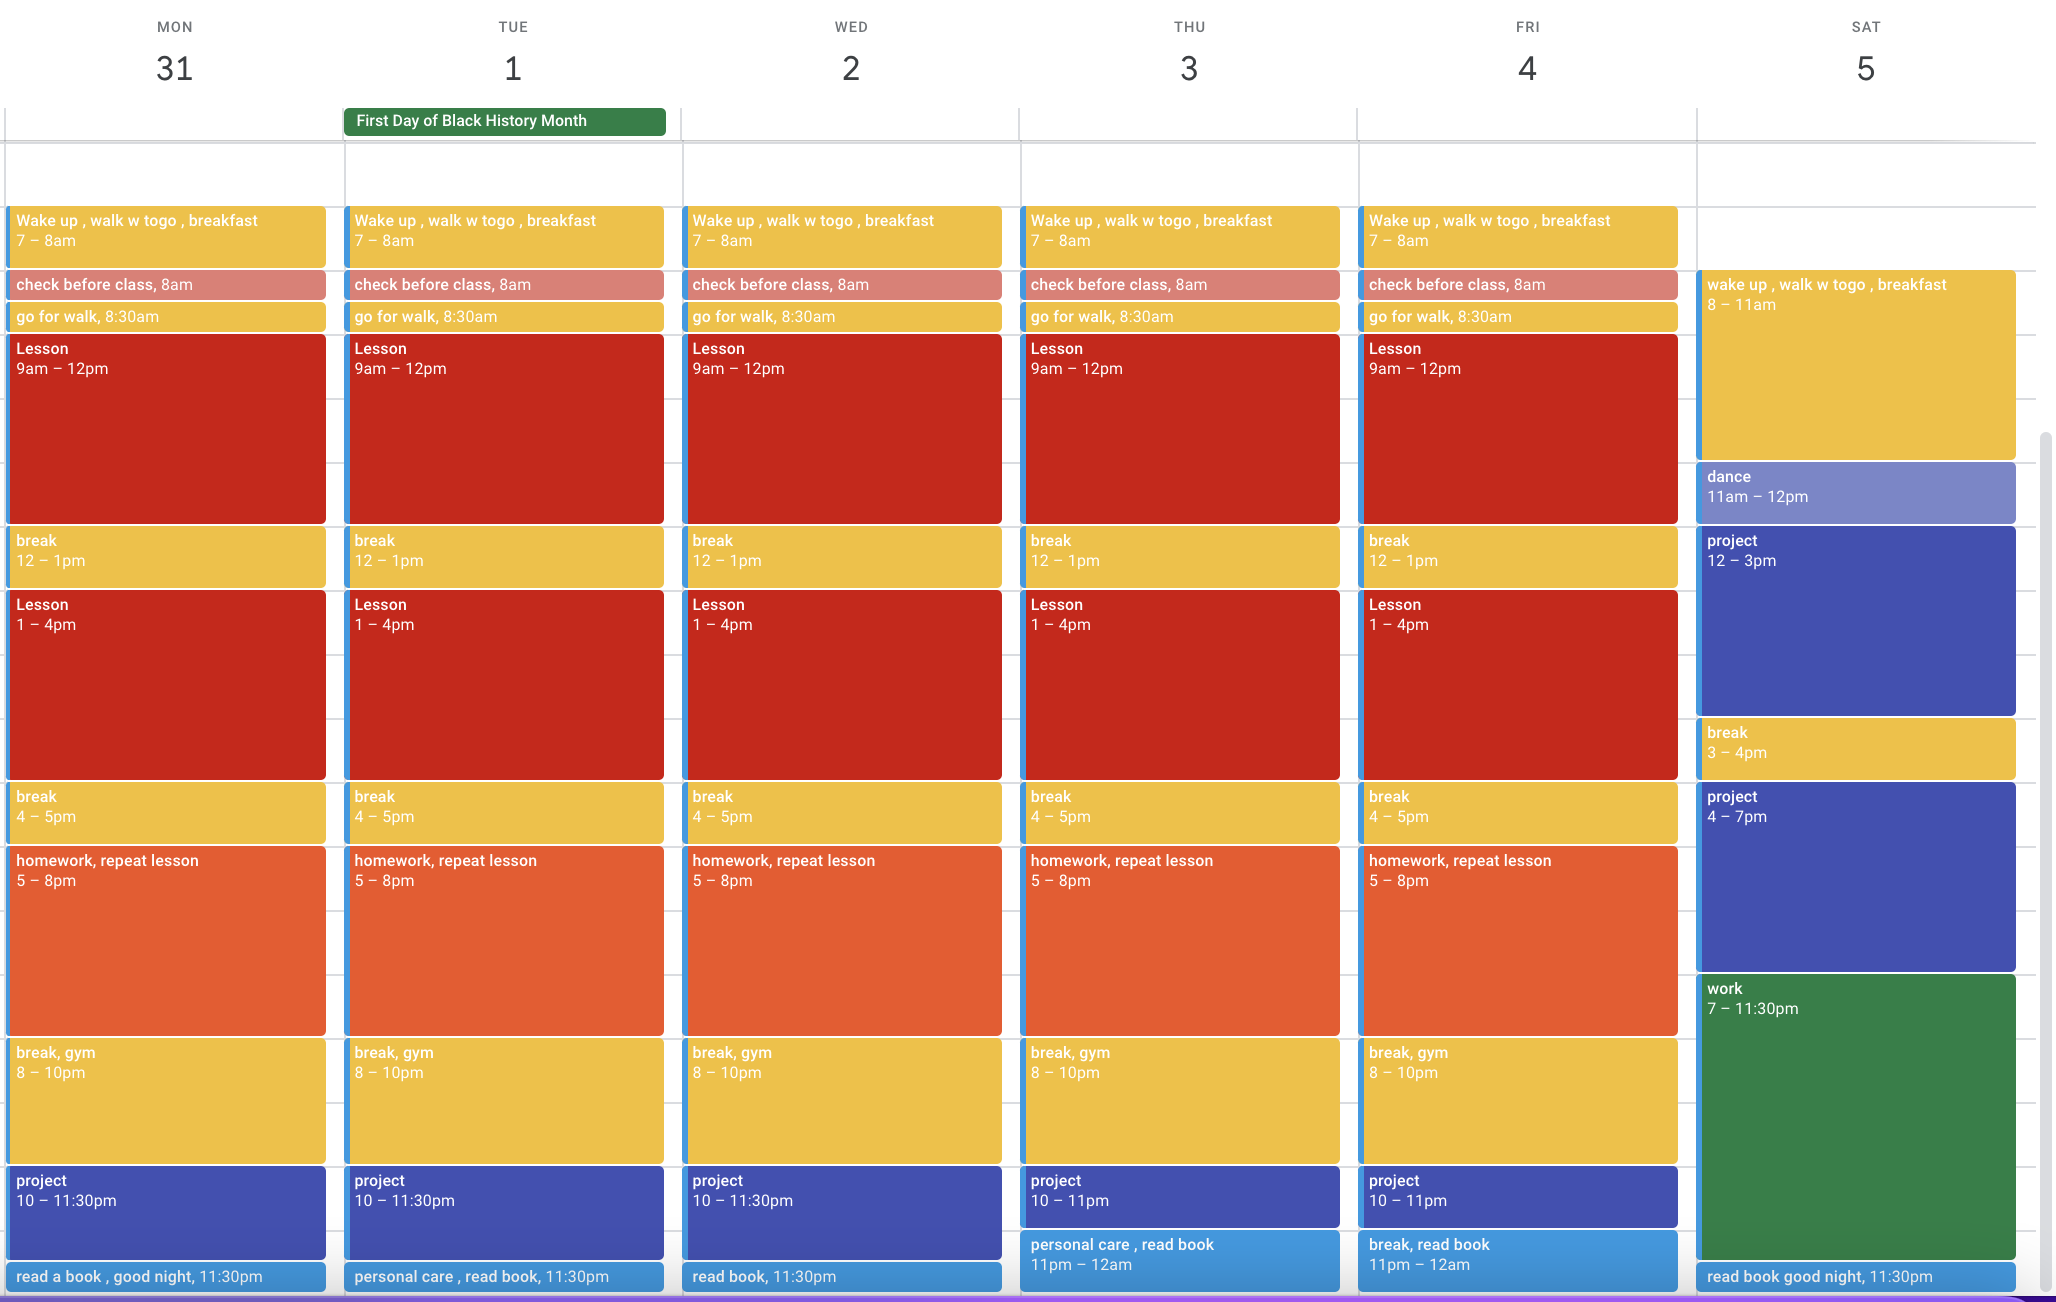 MON
31
TUE
1
WED
2
THU
3
FRI
4
SAT
5
First Day of Black History Month
Wake up , walk w togo , breakfast
7 – 8am
check before class, 8am
go for walk, 8:30am
Lesson
9am – 12pm
break
12 – 1pm
Lesson
1 – 4pm
break
4 – 5pm
homework, repeat lesson
5 – 8pm
break, gym
8 – 10pm
project
10 – 11:30pm
read a book , good night, 11:30pm
Wake up , walk w togo , breakfast
7 – 8am
check before class, 8am
go for walk, 8:30am
Lesson
9am – 12pm
break
12 – 1pm
Lesson
1 – 4pm
break
4 – 5pm
homework, repeat lesson
5 – 8pm
break, gym
8 – 10pm
project
10 – 11:30pm
personal care , read book, 11:30pm
Wake up , walk w togo , breakfast
7 – 8am
check before class, 8am
go for walk, 8:30am
Lesson
9am – 12pm
break
12 – 1pm
Lesson
1 – 4pm
break
4 – 5pm
homework, repeat lesson
5 – 8pm
break, gym
8 – 10pm
project
10 – 11:30pm
read book, 11:30pm
Wake up , walk w togo , breakfast
7 – 8am
check before class, 8am
go for walk, 8:30am
Lesson
9am – 12pm
break
12 – 1pm
Lesson
1 – 4pm
break
4 – 5pm
homework, repeat lesson
5 – 8pm
break, gym
8 – 10pm
project
10 – 11pm
personal care , read book
11pm – 12am
Wake up , walk w togo , breakfast
7 – 8am
check before class, 8am
go for walk, 8:30am
Lesson
9am – 12pm
break
12 – 1pm
Lesson
1 – 4pm
break
4 – 5pm
homework, repeat lesson
5 – 8pm
break, gym
8 – 10pm
project
10 – 11pm
break, read book
11pm – 12am
wake up , walk w togo , breakfast
8 – 11am
dance
11am – 12pm
project
12 – 3pm
break
3 – 4pm
project
4 – 7pm
work
7 – 11:30pm
read book good night, 11:30pm